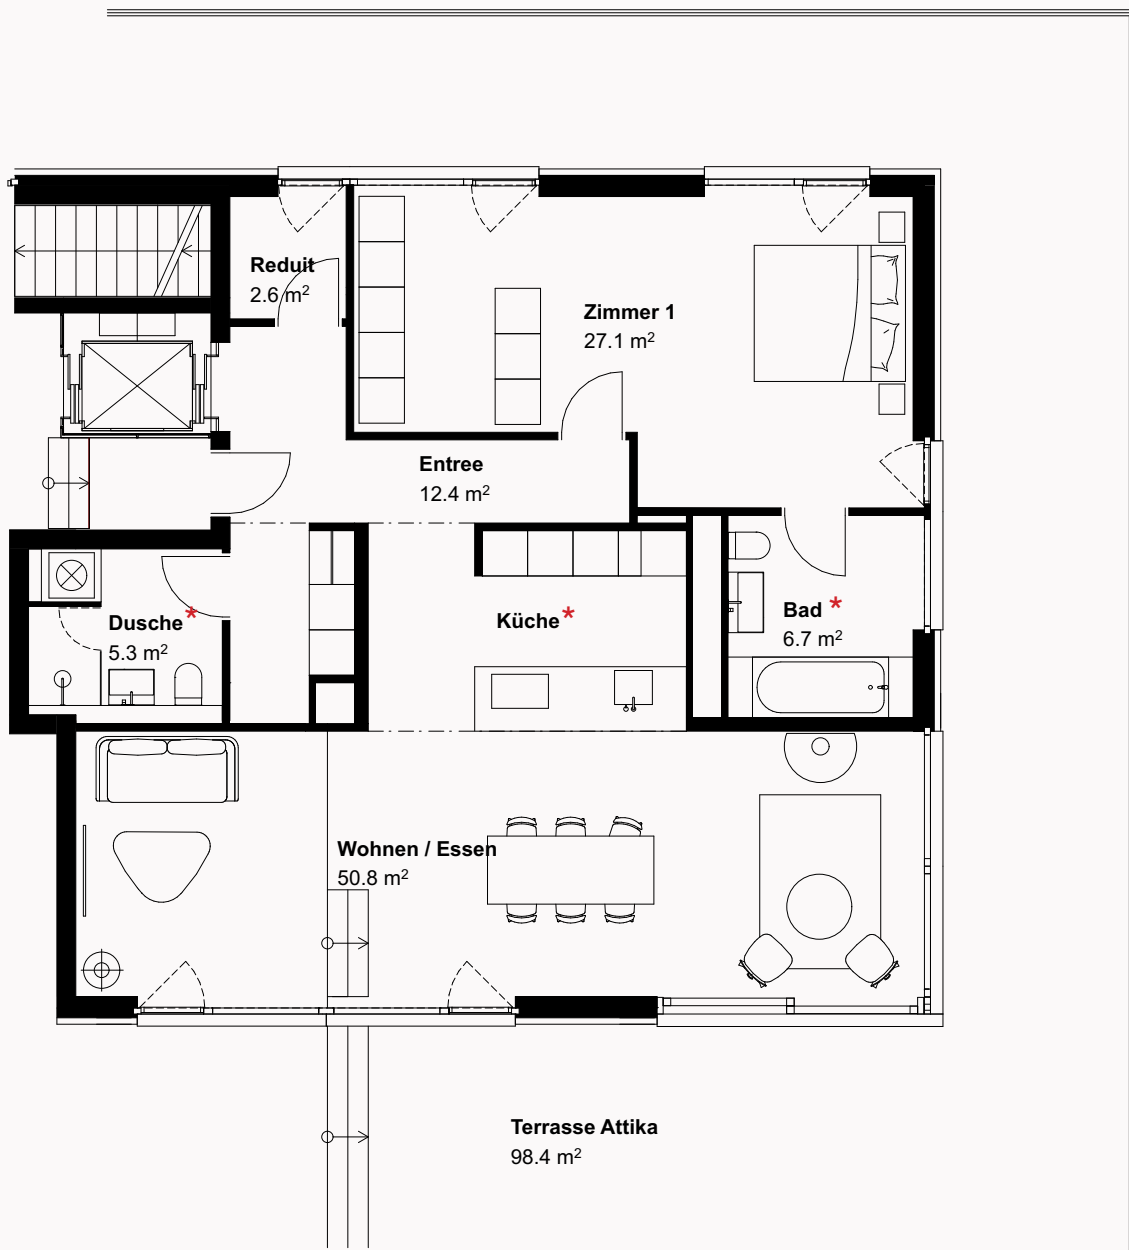 Reduit
2.6 m²
Zimmer 1
27.1 m²
Entree
12.4 m²
Dusche*
5.3 m²
Küche*
Bad *
6.7 m²
Wohnen / Essen
50.8 m²
Terrasse Attika
98.4 m²